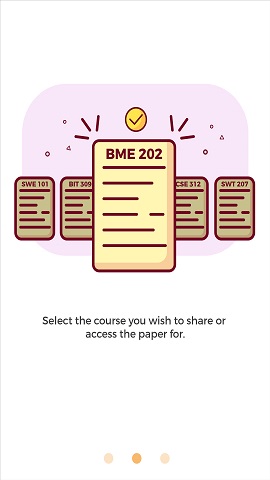 BME 202
SWE 101
BIT 309
CSE 312
SWT 207
Select the course you wish to share or
access the paper for.